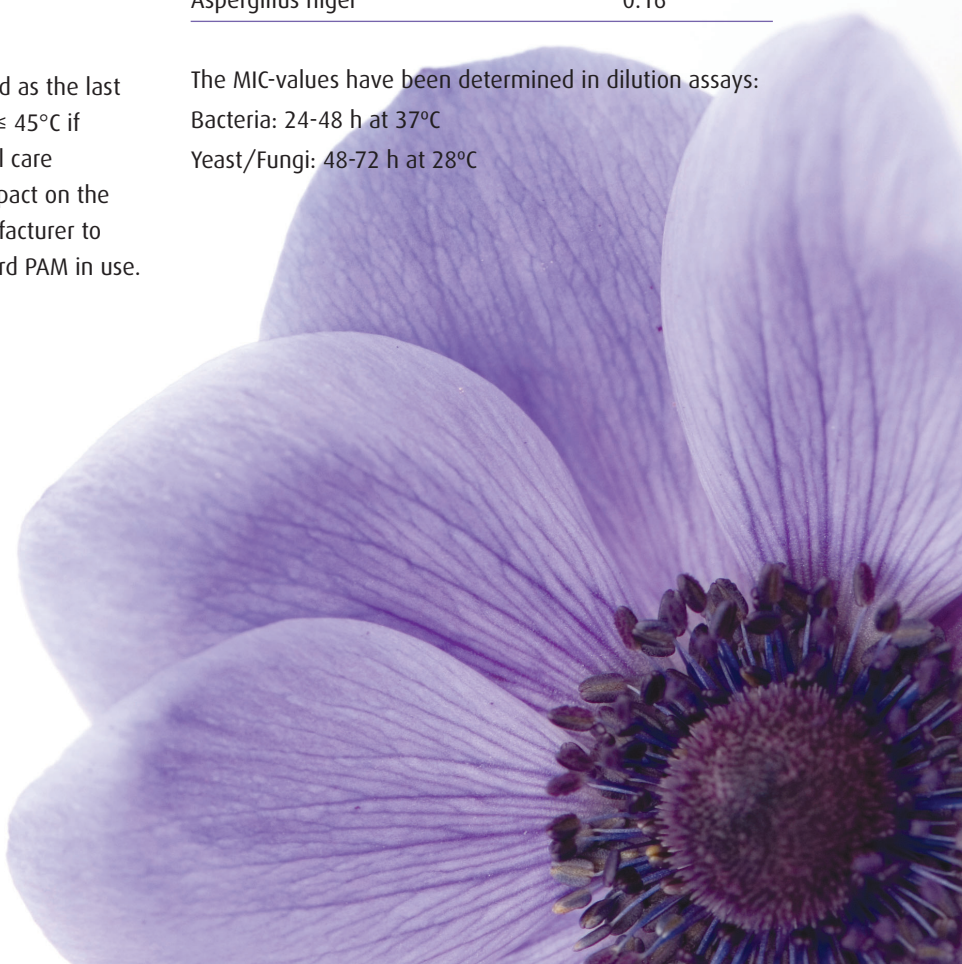 Aspergillus niger 0.16
d as the last
≤ 45°C if
l care
pact on the
facturer to
rd PAM in use.
The MIC-values have been determined in dilution assays:
Bacteria: 24-48 h at 37ºC
Yeast/Fungi: 48-72 h at 28ºC